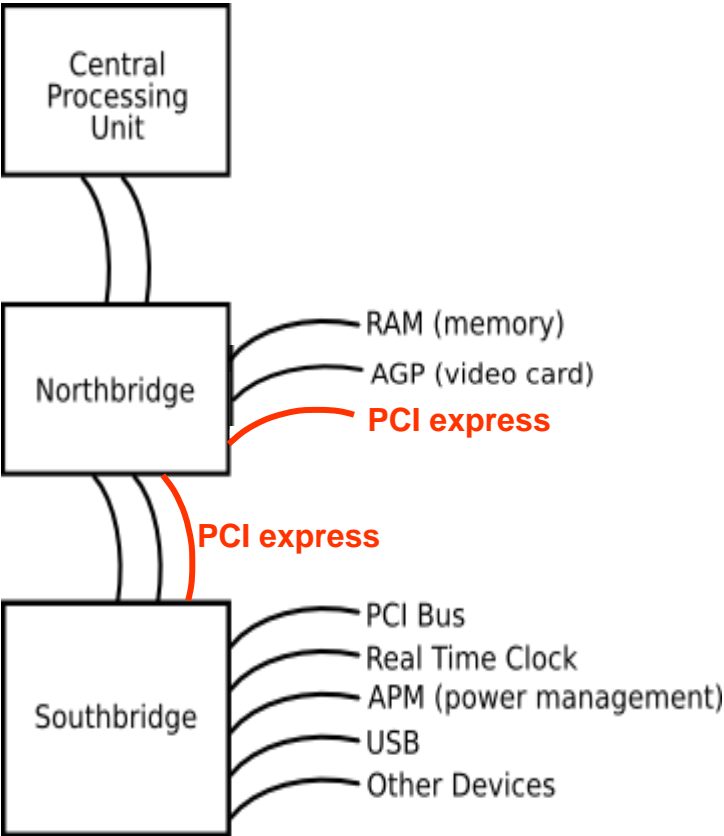 Central
Processing
Unit
RAM (memory)
Northbridge
AGP (video card)
PCI express
PCI express
PCI Bus
Real Time Clock
APM (power management)
Southbridge
USB
Other Devices